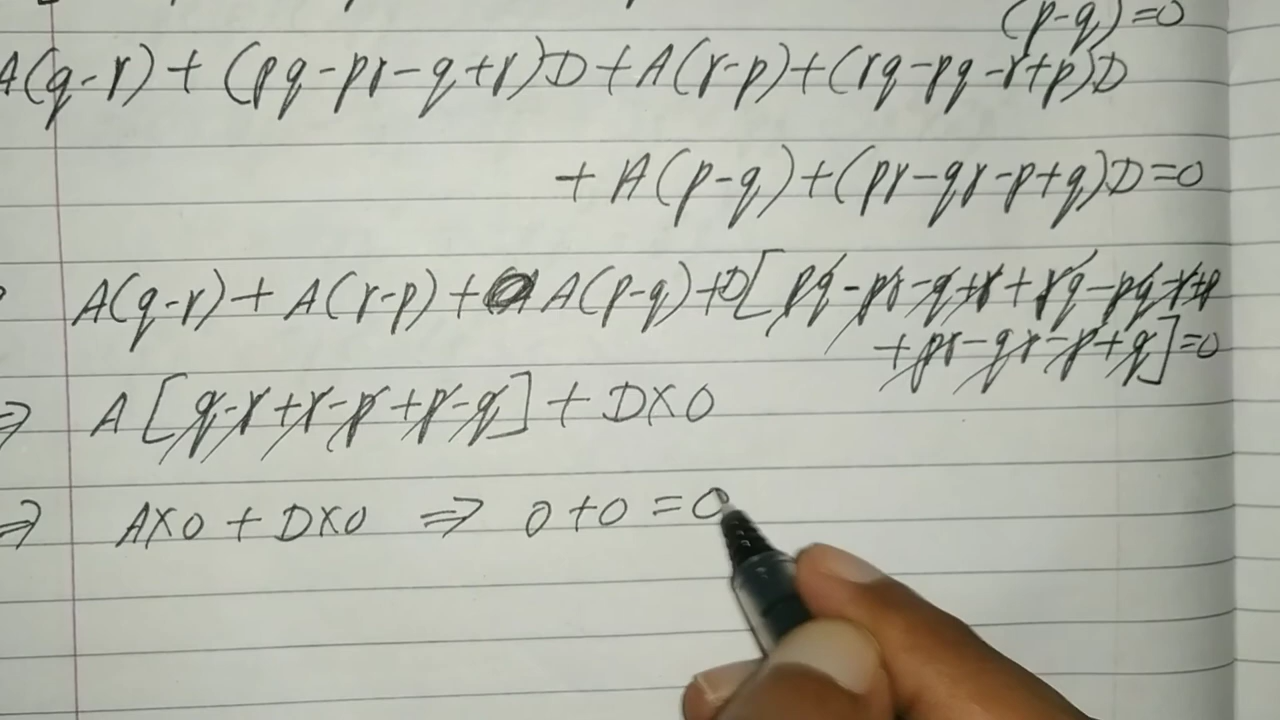 (p-q)=0
A(q-r)+(pq-pr-q+r)D+A(r-p)+(rq-pq-r+p)D
+A(p-q)+(pr-qr-p+q)D=0
A(q-r)+A(r-p)+A(p-q)+D[pq-pr-q+r+rq-pq-r+p
+pr-qr-p+q]=0
⇒ A[q-r+r-p+p-q]+D×0
⇒ A×0+D×0 ⇒ 0+0=0